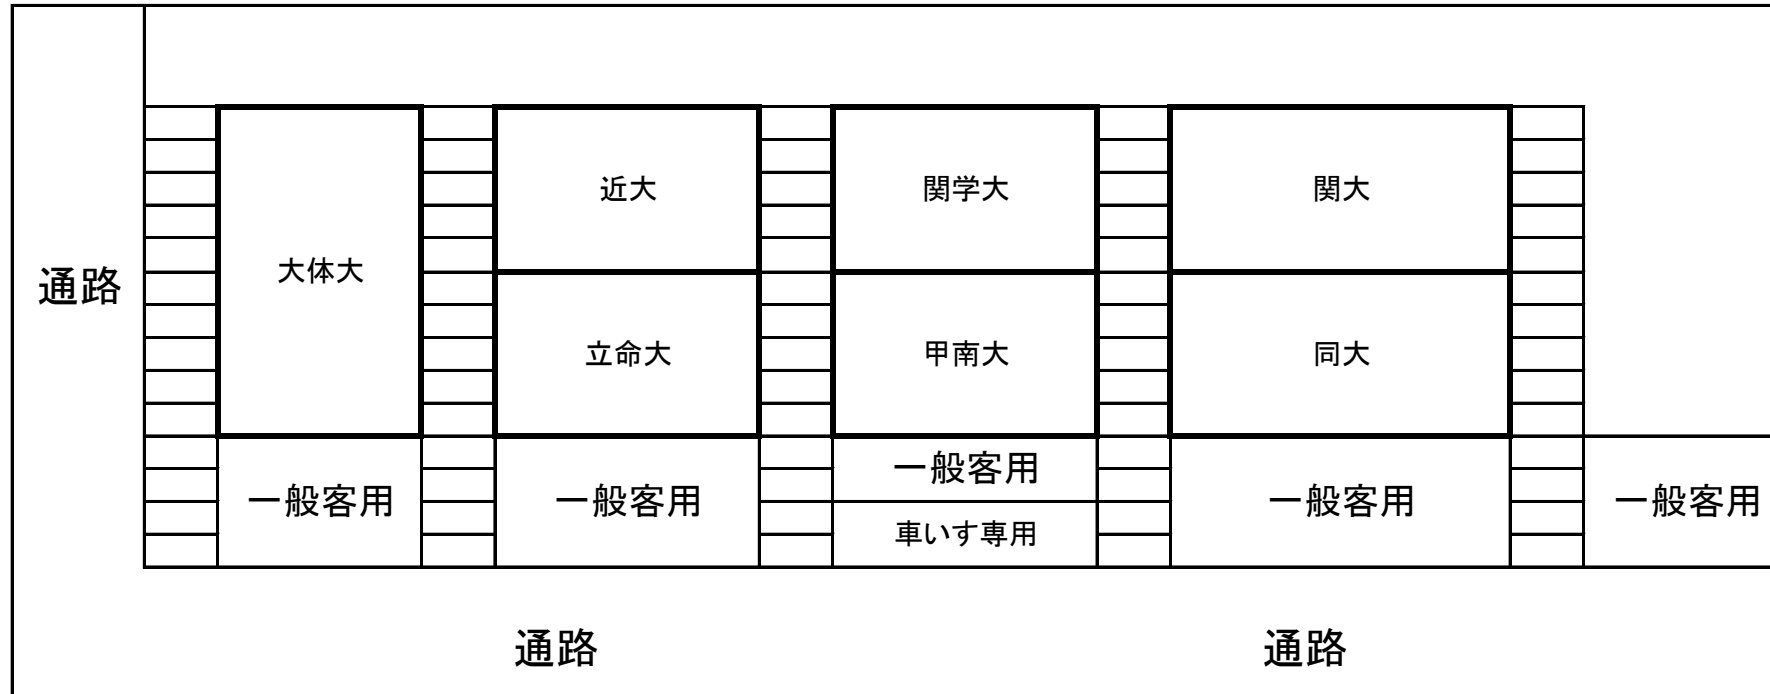 近大
関学大
関大
大体大
通路
立命大
甲南大
同大
一般客用
一般客用
一般客用
車いす専用
一般客用
一般客用
通路
通路